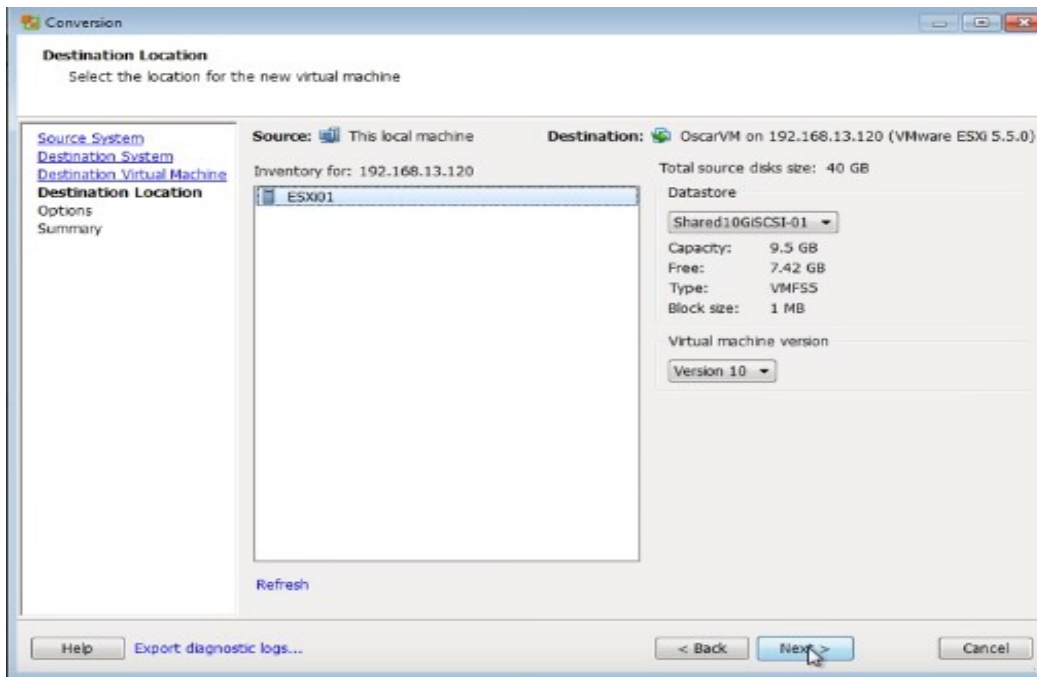 Conversion
Destination Location
Select the location for the new virtual machine
Source System
Destination System
Destination Virtual Machine
Destination Location
Options
Summary
Source: This local machine
Destination: OscarVM on 192.168.13.120 (VMware ESXi 5.5.0)
Inventory for: 192.168.13.120
ESXi01
Refresh
Total source disks size: 40 GB
Datastore
Shared10GiSCSI-01
Capacity: 9.5 GB
Free: 7.42 GB
Type: VMFS5
Block size: 1 MB
Virtual machine version
Version 10
Help
Export diagnostic logs...
< Back
Next >
Cancel